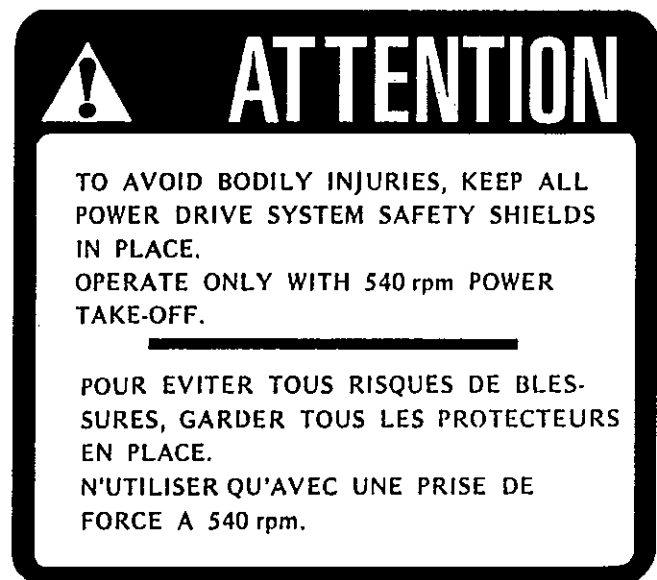 ATTENTION
TO AVOID BODILY INJURIES, KEEP ALL
POWER DRIVE SYSTEM SAFETY SHIELDS
IN PLACE.
OPERATE ONLY WITH 540 rpm POWER
TAKE-OFF.
POUR EVITER TOUS RISQUES DE BLES-
SURES, GARDER TOUS LES PROTECTEURS
EN PLACE.
N'UTILISER QU'AVEC UNE PRISE DE
FORCE A 540 rpm.